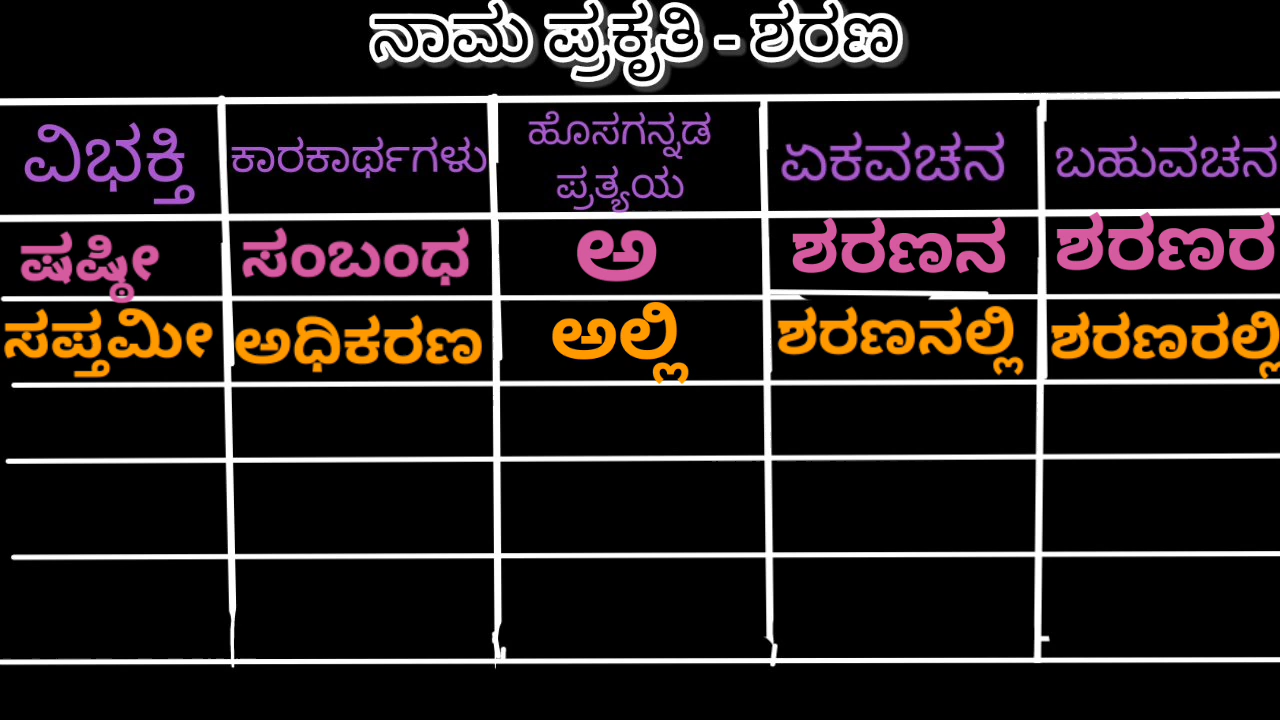 ನಾಮ ಪ್ರಕೃತಿ - ಶರಣ
ವಿಭಕ್ತಿ ಕಾರಕಾರ್ಥಗಳು ಹೊಸಗನ್ನಡ ಪ್ರತ್ಯಯ ಏಕವಚನ ಬಹುವಚನ
ಷಷ್ಠೀ ಸಂಬಂಧ ಅ ಶರಣನ ಶರಣರ
ಸಪ್ತಮೀ ಅಧಿಕರಣ ಅಲ್ಲಿ ಶರಣನಲ್ಲಿ ಶರಣರಲ್ಲಿ